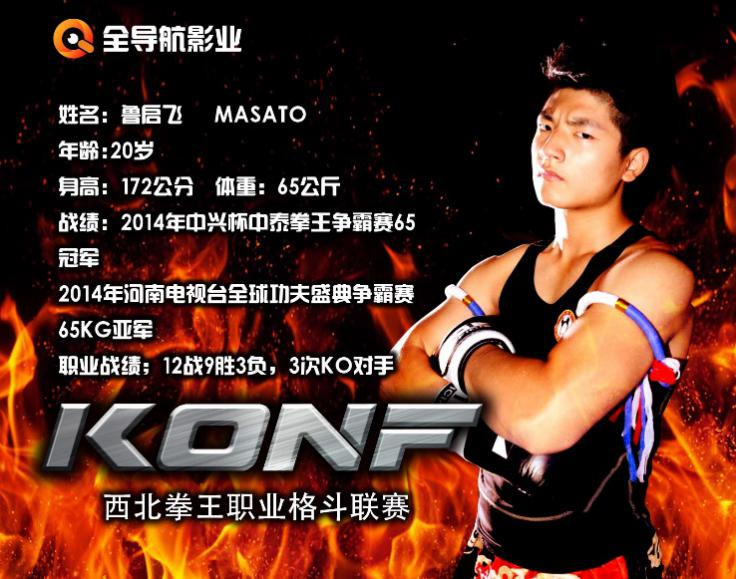 全导航影业
姓名：鲁后飞 MASATO
年龄:20岁
身高：172公分 体重：65公斤
战绩：2014年中兴杯中泰拳王争霸赛65
冠军
2014年河南电视台全球功夫盛典争霸赛
65KG亚军
职业战绩；12战9胜3负，3次KO对手
KONF
西北拳王职业格斗联赛